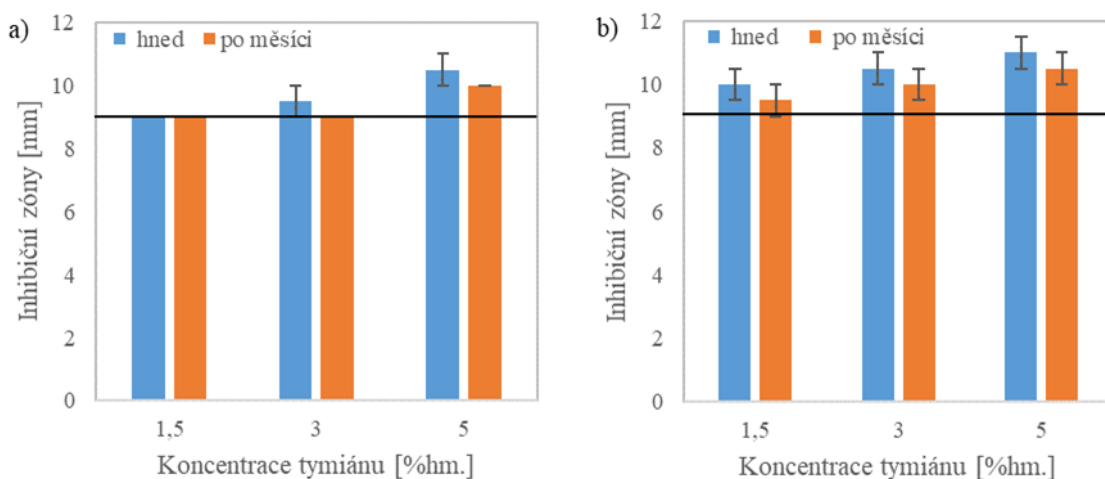 a)
hned po měsíci
Inhibiční zóny [mm]
12
10
8
6
4
2
0
1,5 3 5
Koncentrace tymiánu [%hm.]
b)
hned po měsíci
Inhibiční zóny [mm]
12
10
8
6
4
2
0
1,5 3 5
Koncentrace tymiánu [%hm.]